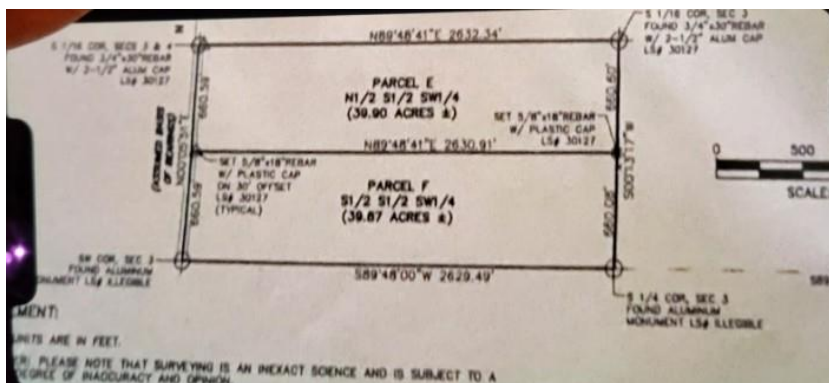 N
N89°48'41"E 2632.34'
S 1/16 COR, SECS 3 & 4
FOUND 3/4"x30"REBAR
W/ 2-1/2" ALUM CAP
LS# 30127
S 1/16 COR, SEC 3
FOUND 3/4"x30"REBAR
W/ 2-1/2" ALUM CAP
LS# 30127
660.59'
PARCEL E
N1/2 S1/2 SW1/4
(39.90 ACRES ±)
660.60'
SET 5/8"x18"REBAR
W/ PLASTIC CAP
LS# 30127
(ASSUMED BASIS
OF BEARINGS)
N89°48'41"E 2630.91'
SET 5/8"x18"REBAR
W/ PLASTIC CAP
ON 30' OFFSET
LS# 30127
(TYPICAL)
660.59'
PARCEL F
S1/2 S1/2 SW1/4
(39.87 ACRES ±)
660.08'
0 500
SCALE
SW COR, SEC 3
FOUND ALUMINUM
MONUMENT LS# ILLEGIBLE
S89°48'00"W 2629.49'
S 1/4 COR, SEC 3
FOUND ALUMINUM
MONUMENT LS# ILLEGIBLE
MENT:
UNITS ARE IN FEET.
PLEASE NOTE THAT SURVEYING IS AN INEXACT SCIENCE AND IS SUBJECT TO A
DEGREE OF INACCURACY AND OPINION